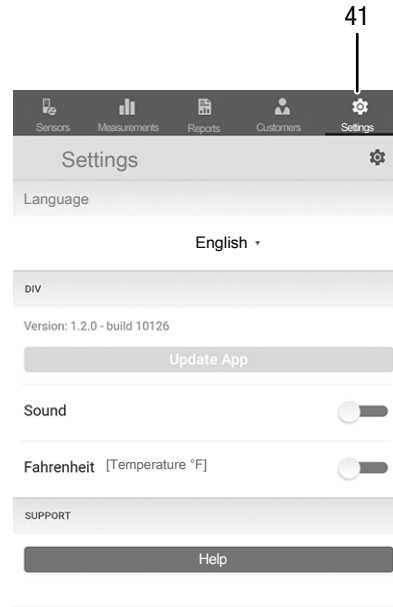 41
Sensors Measurements Reports Customers Settings
Settings
Language
English
DIV
Version: 1.2.0 - build 10126
Update App
Sound
Fahrenheit [Temperature °F]
SUPPORT
Help